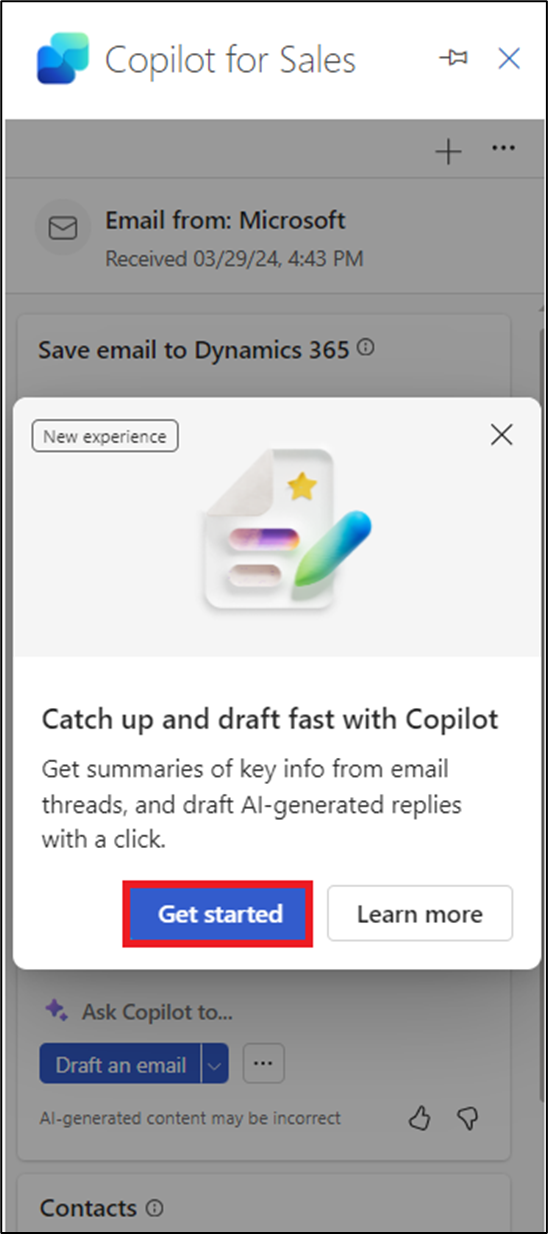 Copilot for Sales
Email from: Microsoft
Received 03/29/24, 4:43 PM
Save email to Dynamics 365
New experience
Catch up and draft fast with Copilot
Get summaries of key info from email
threads, and draft AI-generated replies
with a click.
Get started
Learn more
Ask Copilot to...
Draft an email
AI-generated content may be incorrect
Contacts